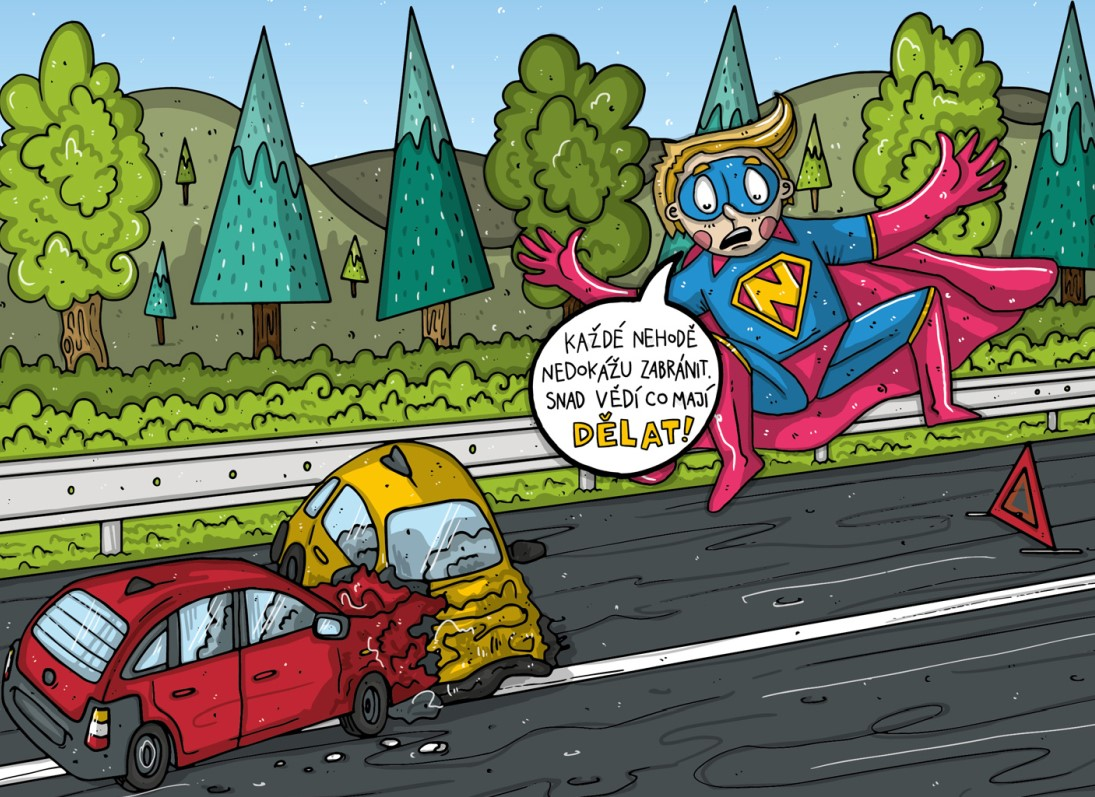 N
KAŽDÉ NEHODĚ
NEDOKÁŽU ZABRÁNIT.
SNAD VĚDÍ CO MAJÍ
DĚLAT!